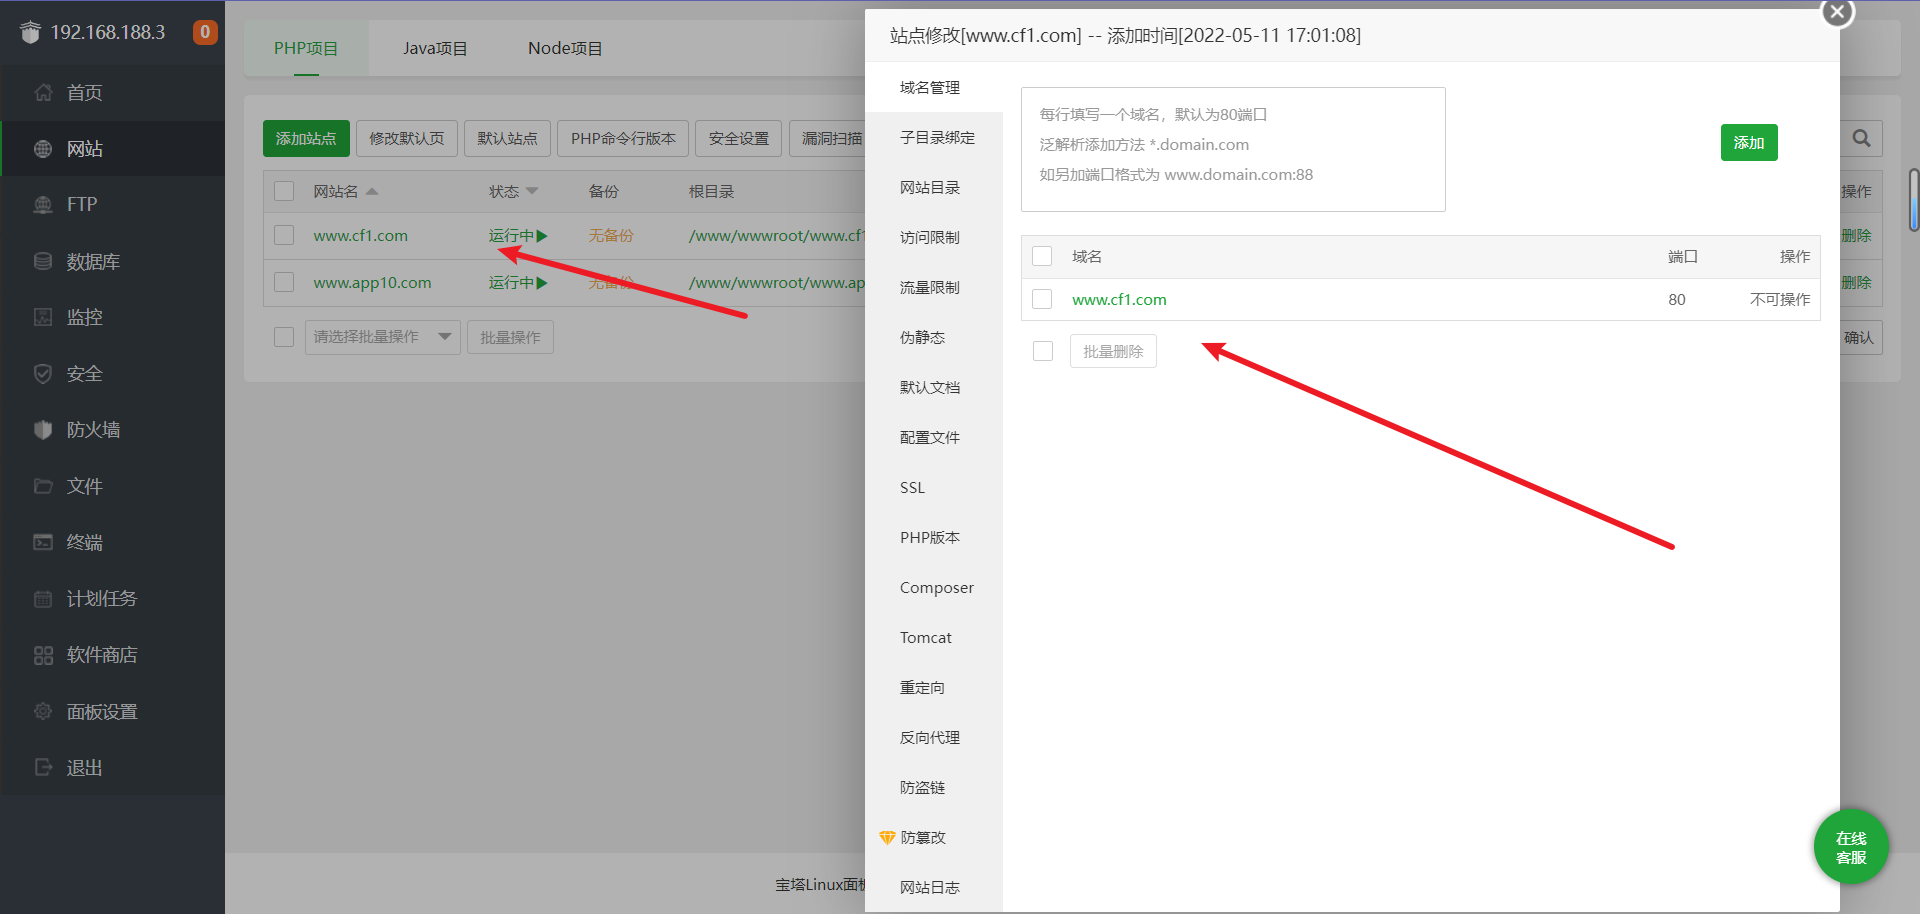 192.168.188.3
0
首页
网站
FTP
数据库
监控
安全
防火墙
文件
终端
计划任务
软件商店
面板设置
退出
PHP项目
Java项目
Node项目
添加站点
修改默认页
默认站点
PHP命令行版本
安全设置
漏洞扫描
网站名
状态
备份
根目录
操作
www.cf1.com
运行中
无备份
/www/wwwroot/www.cf1
删除
www.app10.com
运行中
无备份
/www/wwwroot/www.ap
删除
请选择批量操作
批量操作
确认
宝塔Linux面板
站点修改[www.cf1.com] -- 添加时间[2022-05-11 17:01:08]
域名管理
子目录绑定
网站目录
访问限制
流量限制
伪静态
默认文档
配置文件
SSL
PHP版本
Composer
Tomcat
重定向
反向代理
防盗链
防篡改
网站日志
每行填写一个域名，默认为80端口
泛解析添加方法 *.domain.com
如另加端口格式为 www.domain.com:88
添加
域名
端口
操作
www.cf1.com
80
不可操作
批量删除
在线
客服